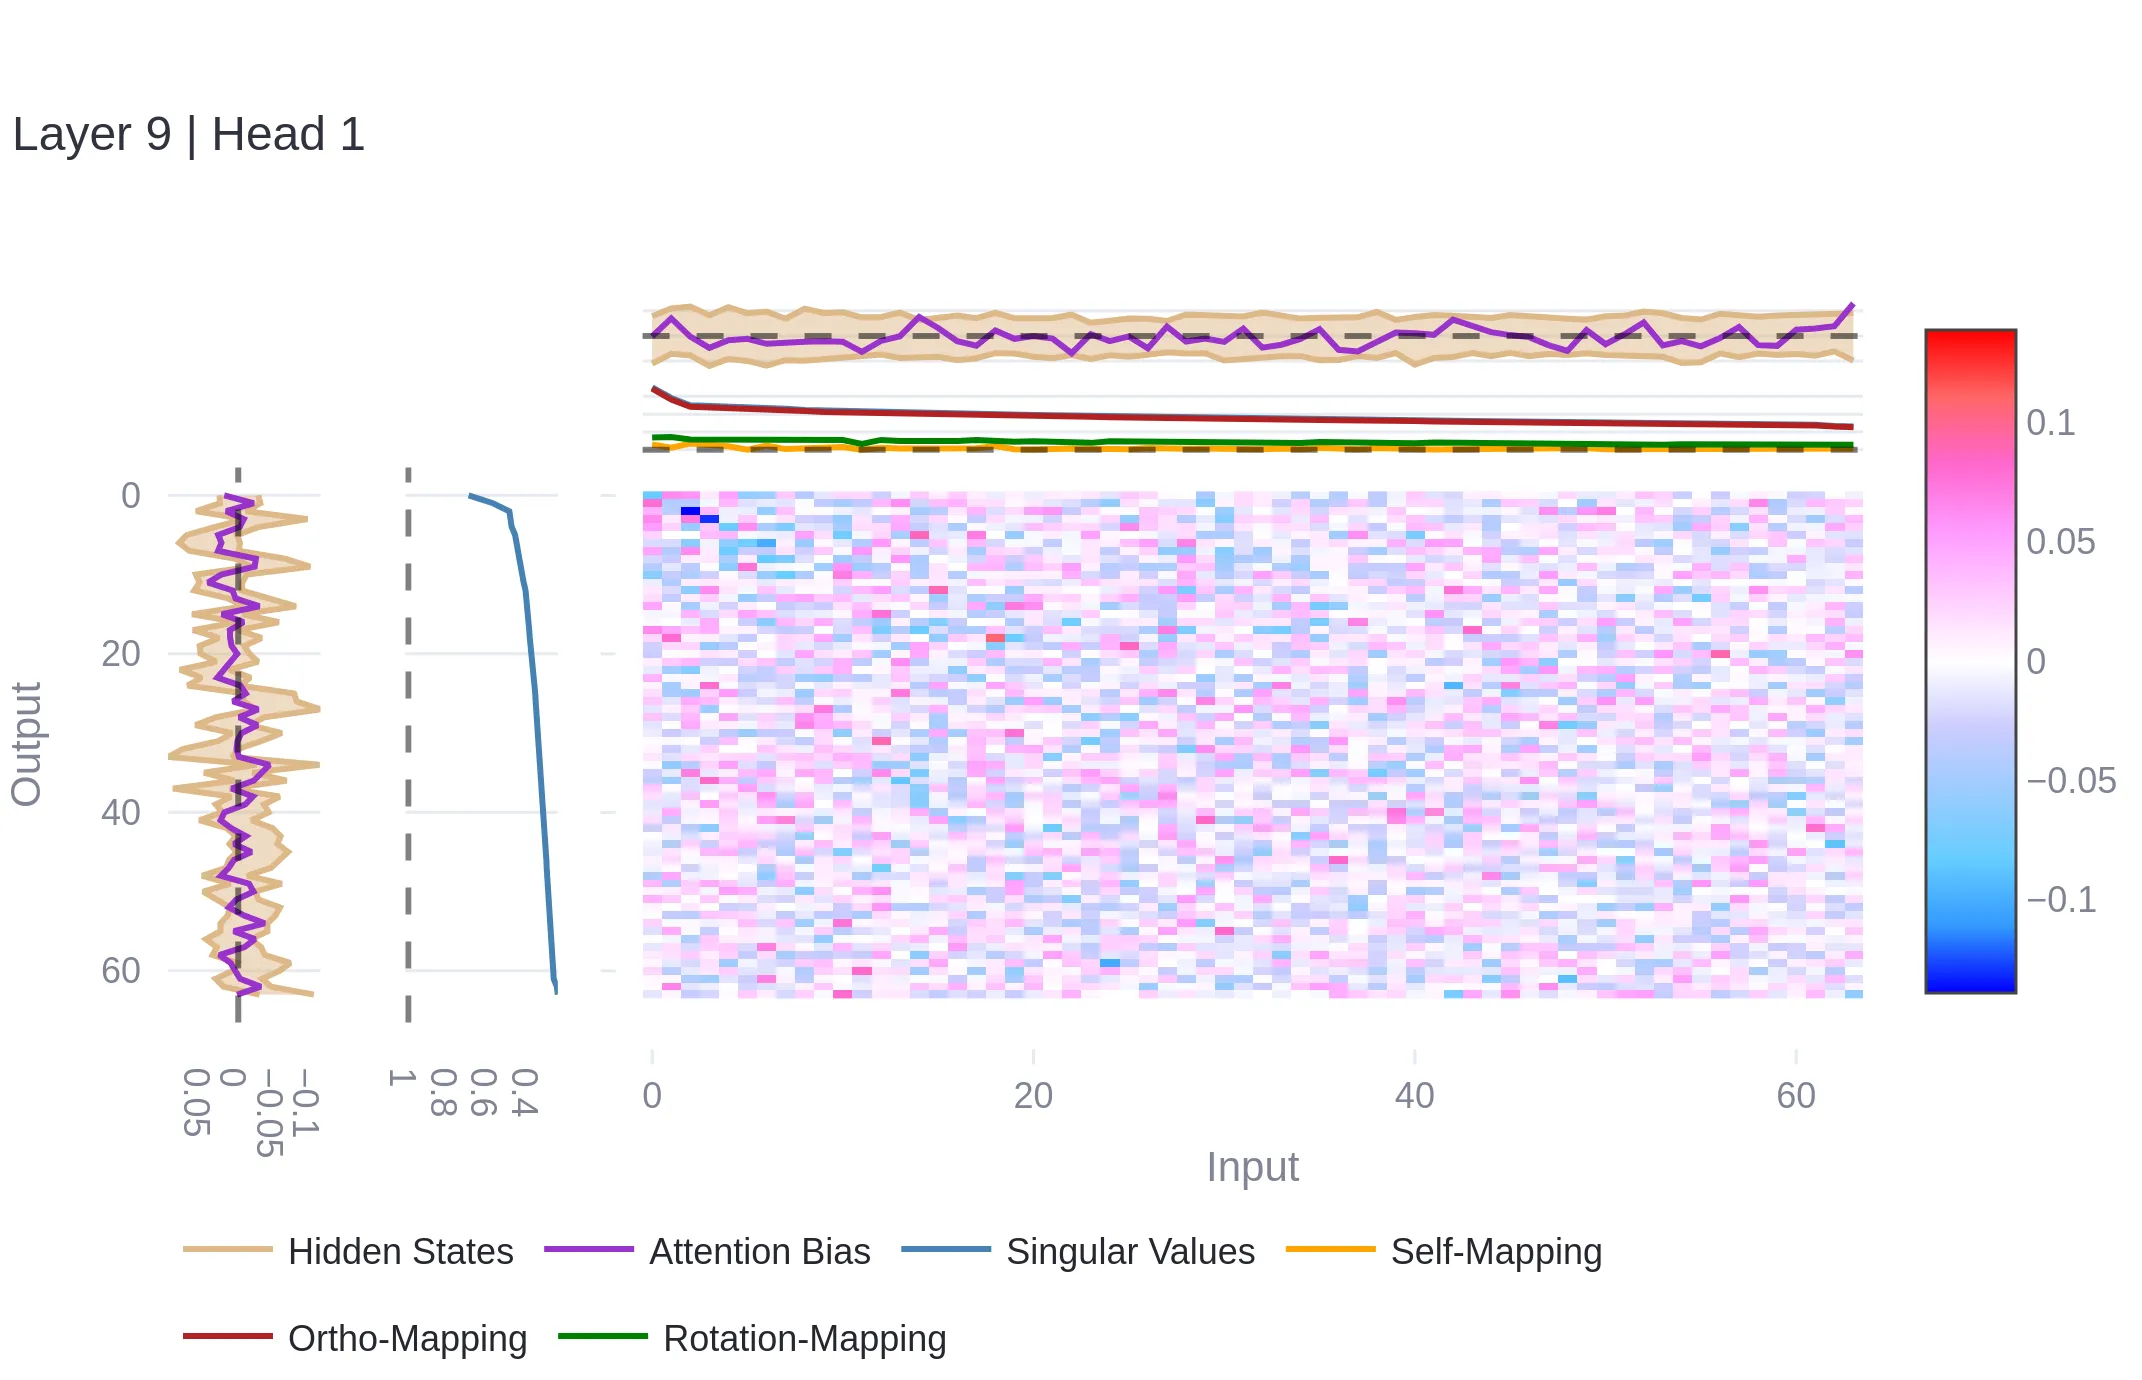 Layer 9 | Head 1
0
20
40
60
Output
0.05
0
−0.05
−0.1
1
0.8
0.6
0.4
0
20
40
60
Input
0.1
0.05
0
−0.05
−0.1
Hidden States
Attention Bias
Singular Values
Self-Mapping
Ortho-Mapping
Rotation-Mapping